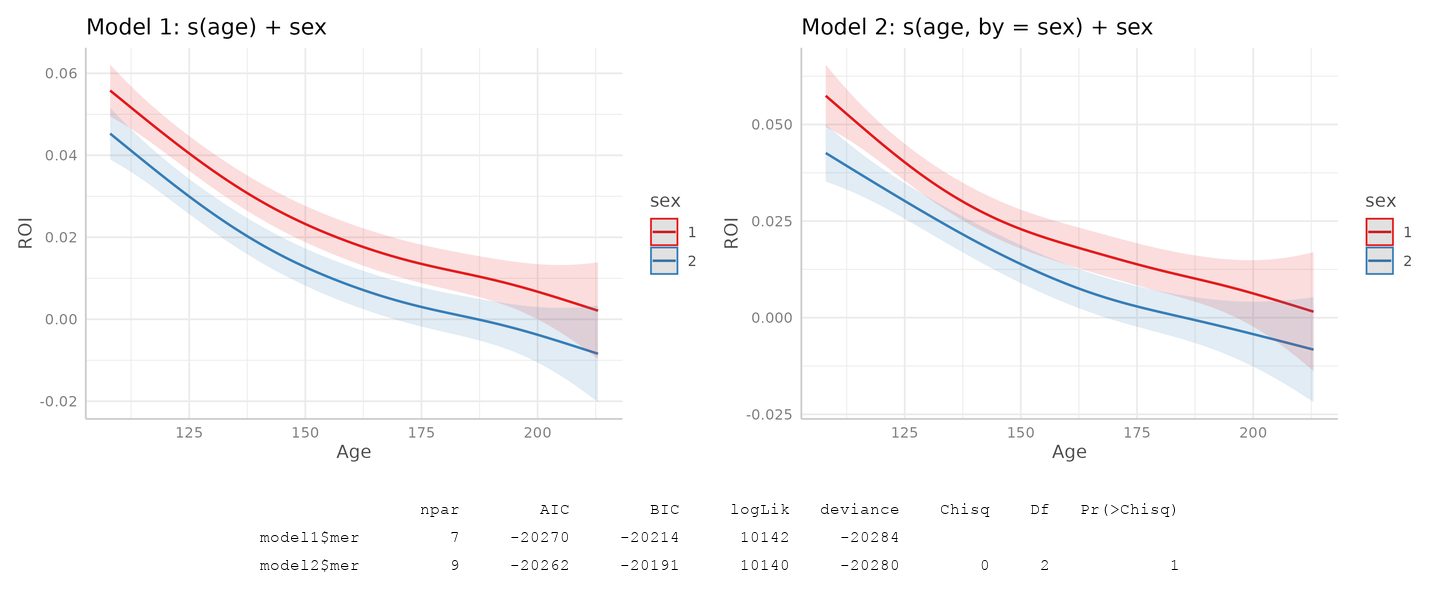 Model 1: s(age) + sex
0.06
0.04
0.02
0.00
-0.02
ROI
125 150 175 200
Age
sex
1
2
Model 2: s(age, by = sex) + sex
0.050
0.025
0.000
-0.025
ROI
125 150 175 200
Age
sex
1
2
npar AIC BIC logLik deviance Chisq Df Pr(>Chisq)
model1$mer 7 -20270 -20214 10142 -20284
model2$mer 9 -20262 -20191 10140 -20280 0 2 1